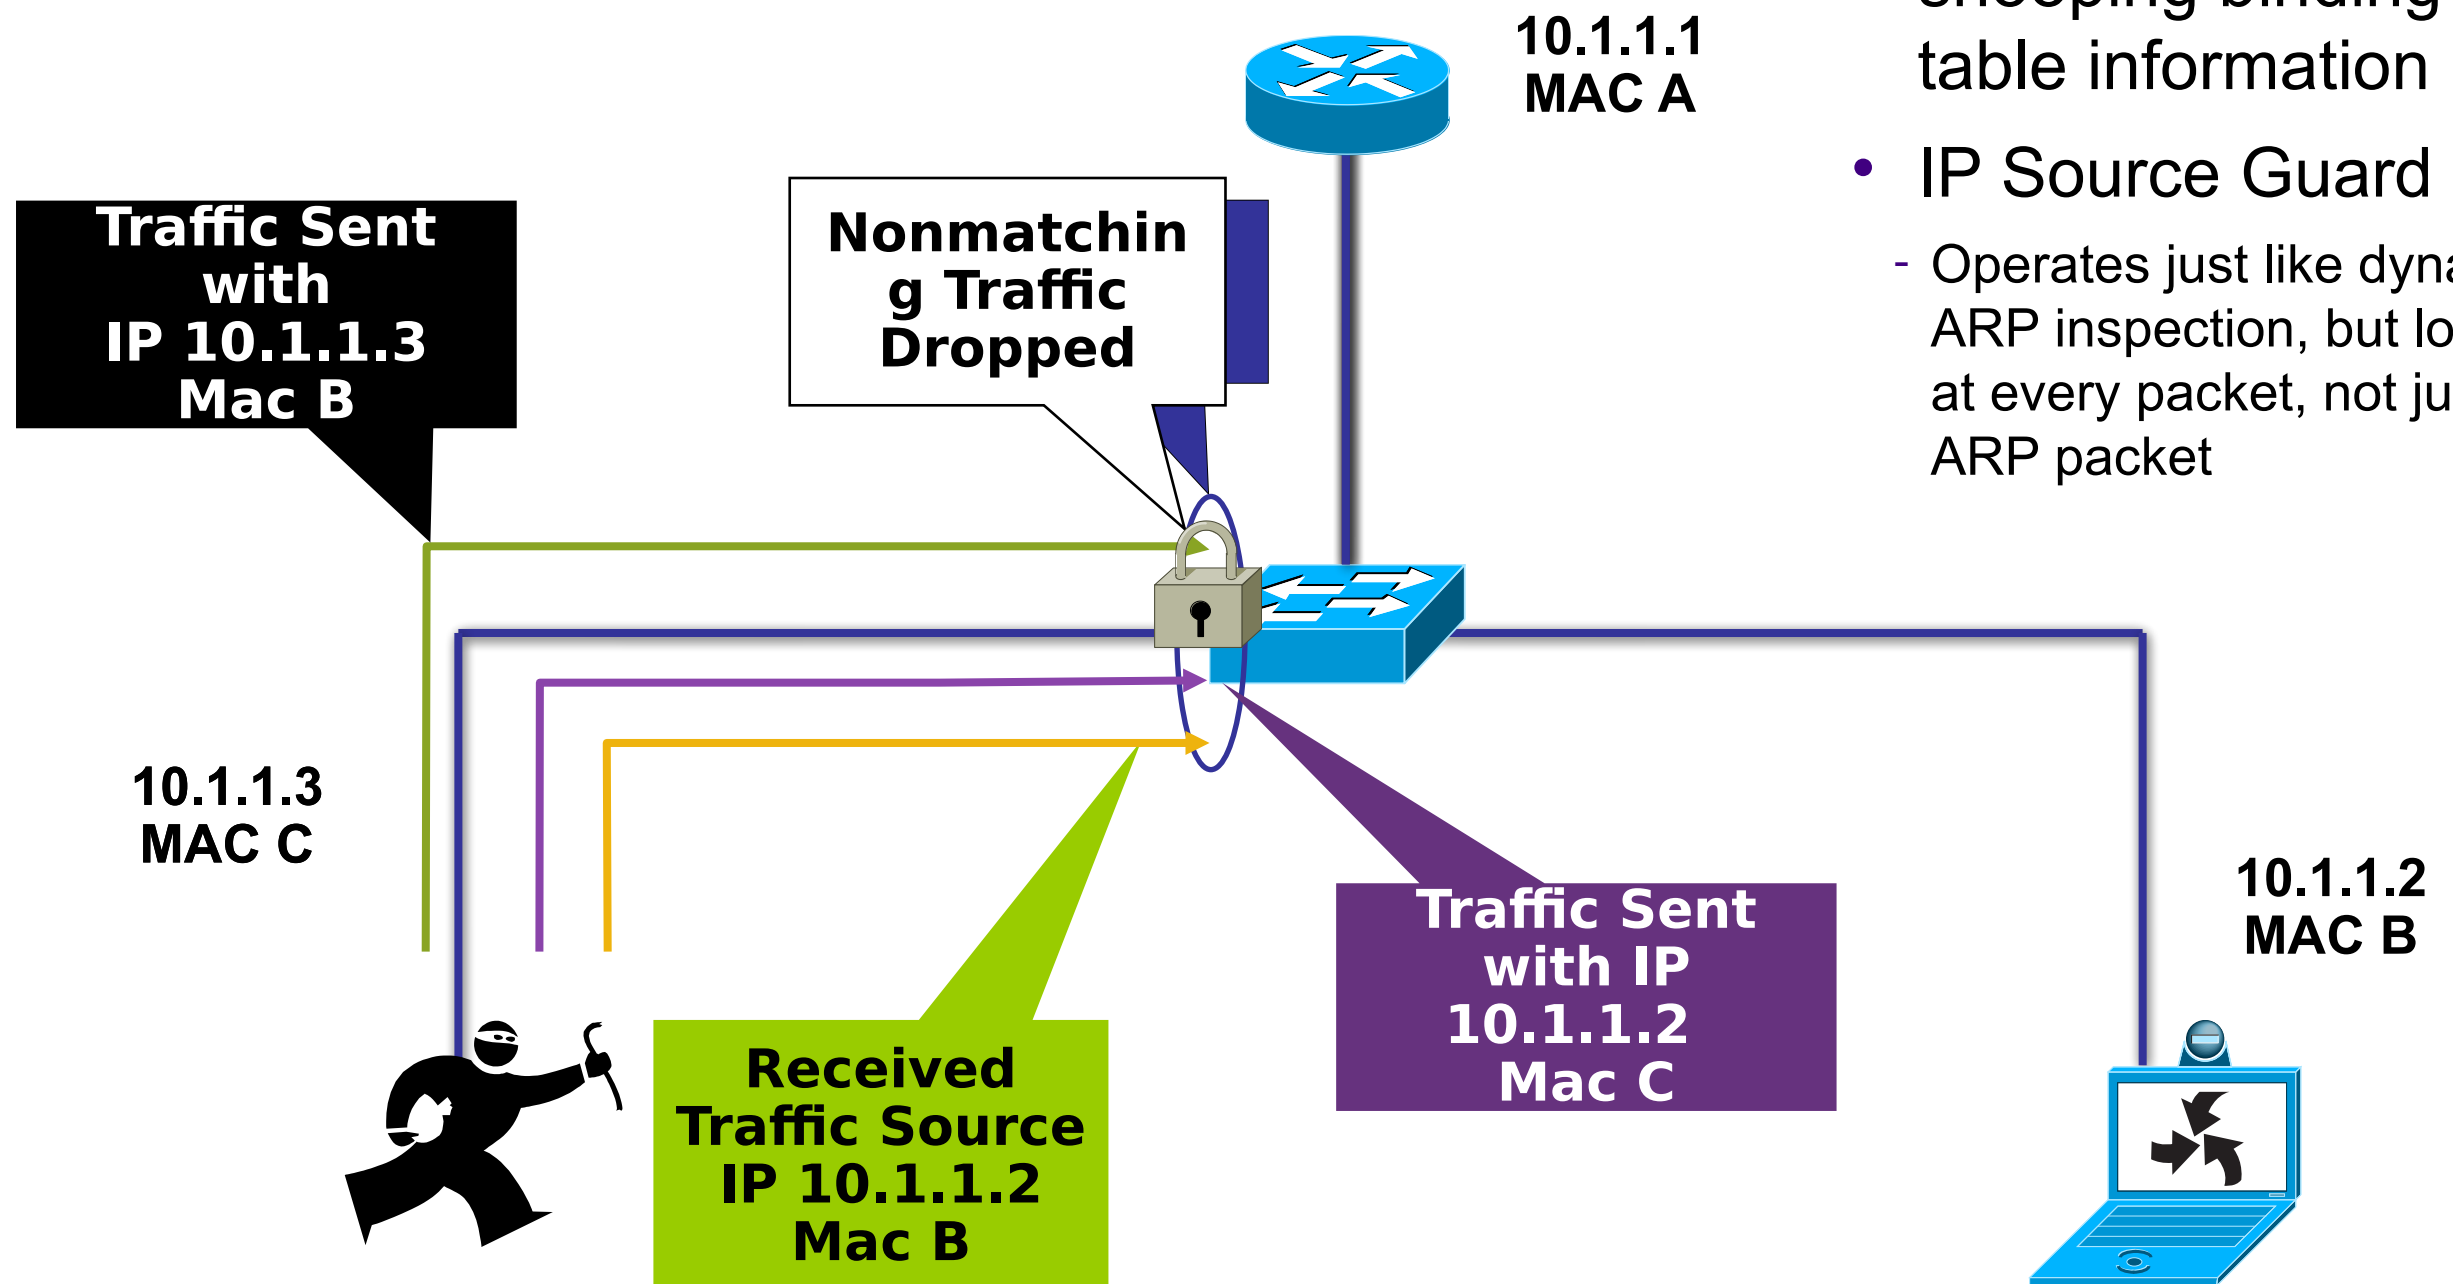 10.1.1.1
MAC A
snooping binding
table information
• IP Source Guard
- Operates just like
ARP inspection, but
at every packet, not
ARP packet
Traffic Sent
with
IP 10.1.1.3
Mac B
Nonmatchin
g Traffic
Dropped
10.1.1.3
MAC C
10.1.1.2
MAC B
Traffic Sent
with IP
10.1.1.2
Mac C
Received
Traffic Source
IP 10.1.1.2
Mac B